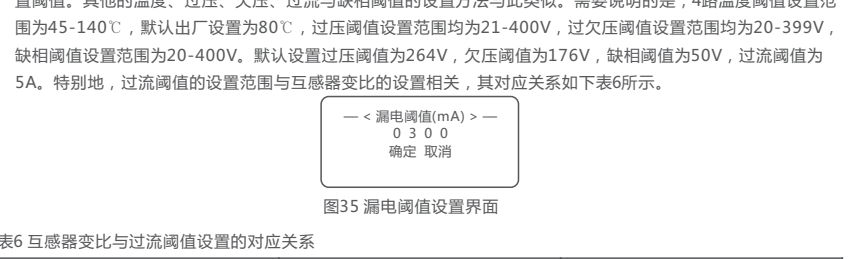 置阈值。其他的温度、过压、欠压、过流与缺相阈值的设置方法与此类似。需要说明的是，4路温度阈值设置范
围为45-140℃，默认出厂设置为80℃，过压阈值设置范围均为21-400V，过欠压阈值设置范围均为20-399V，
缺相阈值设置范围为20-400V。默认设置过压阈值为264V，欠压阈值为176V，缺相阈值为50V，过流阈值为
5A。特别地，过流阈值的设置范围与互感器变比的设置相关，其对应关系如下表6所示。
— < 漏电阈值(mA) > —
0 3 0 0
确定 取消
图35 漏电阈值设置界面
表6 互感器变比与过流阈值设置的对应关系